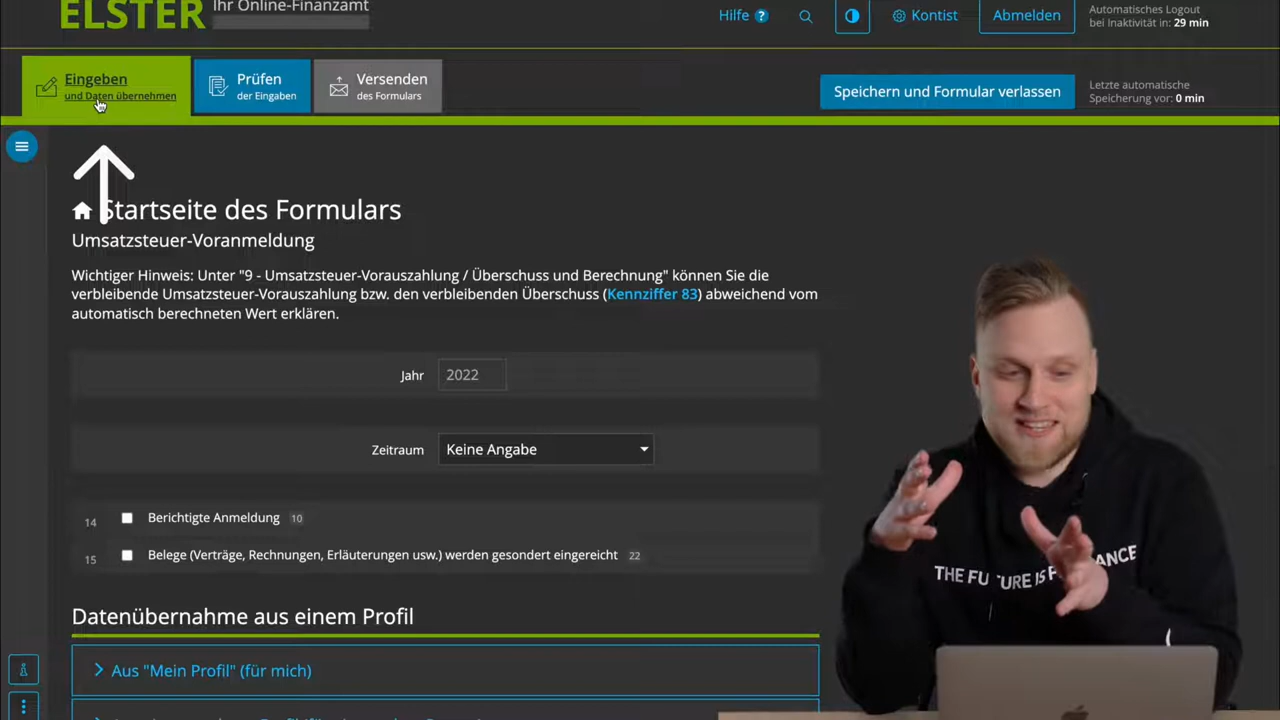 ELSTER
Ihr Online-Finanzamt
Hilfe ?
Kontist
Abmelden
Automatisches Logout
bei Inaktivität in: 29 min
Eingeben
und Daten übernehmen
Prüfen
der Eingaben
Versenden
des Formulars
Speichern und Formular verlassen
Letzte automatische
Speicherung vor: 0 min
Startseite des Formulars
Umsatzsteuer-Voranmeldung
Wichtiger Hinweis: Unter "9 - Umsatzsteuer-Vorauszahlung / Überschuss und Berechnung" können Sie die
verbleibende Umsatzsteuer-Vorauszahlung bzw. den verbleibenden Überschuss (Kennziffer 83) abweichend vom
automatisch berechneten Wert erklären.
Jahr 2022
Zeitraum Keine Angabe
14 Berichtigte Anmeldung 10
15 Belege (Verträge, Rechnungen, Erläuterungen usw.) werden gesondert eingereicht 22
THE FUTURE IS
Datenübernahme aus einem Profil
Aus "Mein Profil" (für mich)